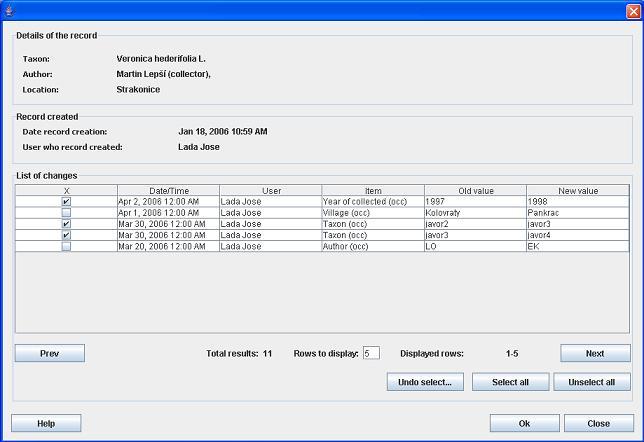 Details of the record
Taxon: Veronica hederifolia L.
Author: Martin Lepší (collector),
Location: Strakonice
Record created
Date record creation: Jan 18, 2006 10:59 AM
User who record created: Lada Jose
List of changes
X Date/Time User Item Old value New value
Apr 2, 2006 12:00 AM Lada Jose Year of collected (occ) 1997 1998
Apr 1, 2006 12:00 AM Lada Jose Village (occ) Kolovraty Pankrac
Mar 30, 2006 12:00 AM Lada Jose Taxon (occ) javor2 javor3
Mar 30, 2006 12:00 AM Lada Jose Taxon (occ) javor3 javor4
Mar 20, 2006 12:00 AM Lada Jose Author (occ) LO EK
Prev Total results: 11 Rows to display: 5 Displayed rows: 1-5 Next
Undo select... Select all Unselect all
Help Ok Close